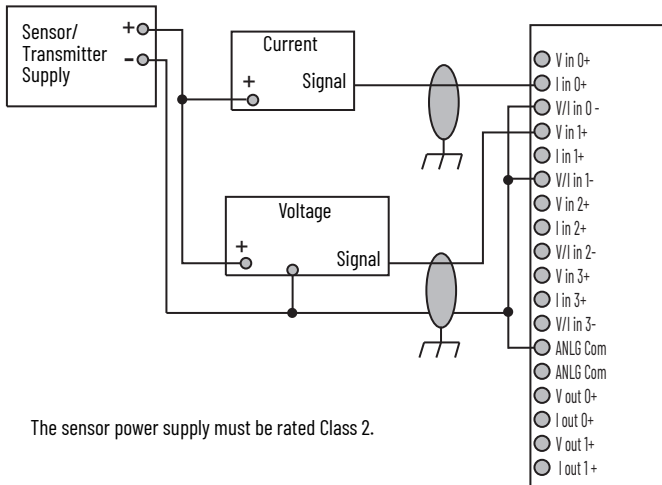 Sensor/
Transmitter
Supply
+
-
Current
+
Signal
Voltage
+
Signal
V in 0+
I in 0+
V/I in 0 -
V in 1+
I in 1+
V/I in 1-
V in 2+
I in 2+
V/I in 2-
V in 3+
I in 3+
V/I in 3-
ANLG Com
ANLG Com
V out 0+
I out 0+
V out 1+
I out 1 +
The sensor power supply must be rated Class 2.